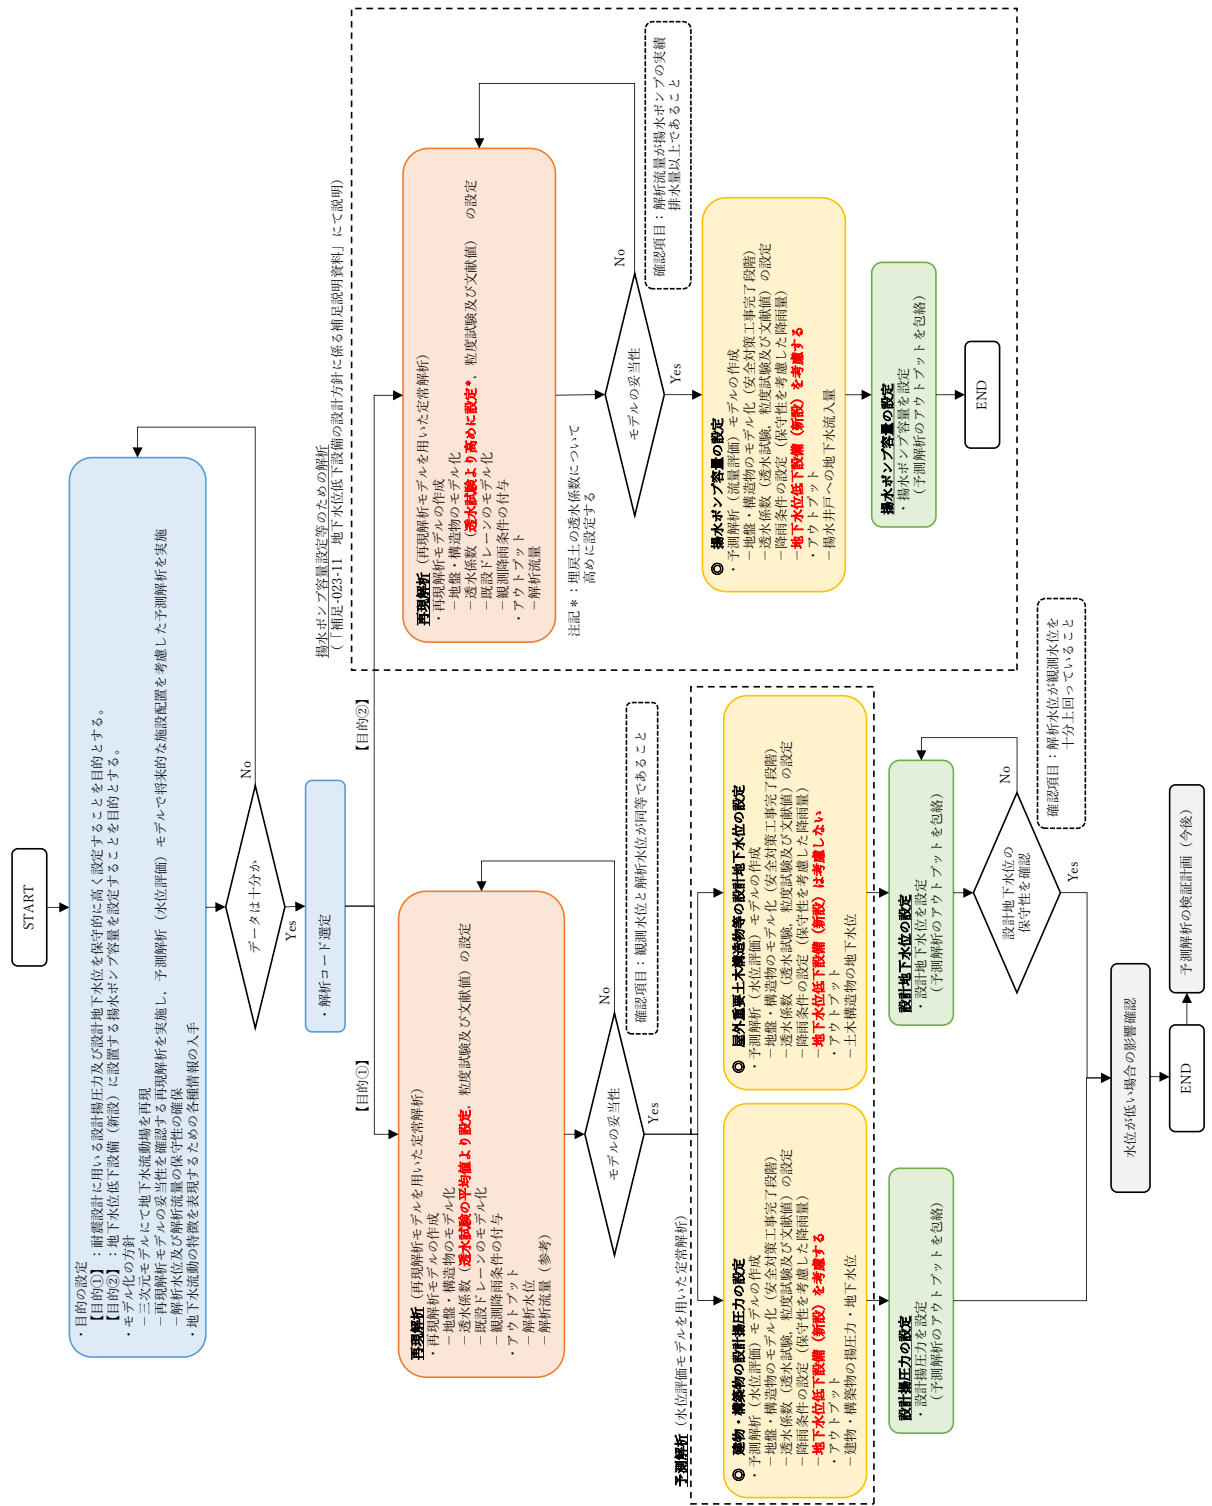 START
・目的の設定
【目的①】：耐震設計に用いる設計揚圧力及び設計地下水位を保守的に高く設定することを目的とする。
【目的②】：地下水位低下設備（新設）に設置する揚水ポンプ容量を設定することを目的とする。
・モデル化の方針
－三次元モデルにて地下水流動場を再現
－再現解析モデルの妥当性を確認する再現解析を実施し，予測解析（水位評価）モデルで将来的な施設配置を考慮した予測解析を実施
－解析水位及び解析流量の保守性の確保
・地下水流動の特徴を表現するための各種情報の入手
データは十分か
No
Yes
・解析コード選定
【目的①】
【目的②】
再現解析（再現解析モデルを用いた定常解析）
・再現解析モデルの作成
－地盤・構造物のモデル化
－透水係数（透水試験の平均値より設定，粒度試験及び文献値）の設定
－既設ドレーンのモデル化
－観測降雨条件の付与
・アウトプット
－解析水位
－解析流量（参考）
モデルの妥当性
No
Yes
確認項目：観測水位と解析水位が同等であること
予測解析（水位評価モデルを用いた定常解析）
◎ 建物・構築物の設計揚圧力の設定
・予測解析（水位評価）モデルの作成
－地盤・構造物のモデル化（安全対策工事完了段階）
－透水係数（透水試験、粒度試験及び文献値）の設定
－降雨条件の設定（保守性を考慮した降雨量）
－地下水位低下設備（新設）を考慮する
・アウトプット
－建物・構築物の揚圧力・地下水位
◎ 屋外重要土木構造物等の設計地下水位の設定
・予測解析（水位評価）モデルの作成
－地盤・構造物のモデル化（安全対策工事完了段階）
－透水係数（透水試験、粒度試験及び文献値）の設定
－降雨条件の設定（保守性を考慮した降雨量）
－地下水位低下設備（新設）は考慮しない
・アウトプット
－土木構造物の地下水位
設計揚圧力の設定
・設計揚圧力を設定
（予測解析のアウトプットを包絡）
設計地下水位の設定
・設計地下水位を設定
（予測解析のアウトプットを包絡）
設計地下水位の
保守性を確認
No
Yes
確認項目：解析水位が観測水位を
十分上回っていること
水位が低い場合の影響確認
END
予測解析の検証計画（今後）
揚水ポンプ容量設定等のための解析
（「補足-023-11　地下水位低下設備の設計方針に係る補足説明資料」にて説明）
再現解析（再現解析モデルを用いた定常解析）
・再現解析モデルの作成
－地盤・構造物のモデル化
－透水係数（透水試験より高めに設定*，粒度試験及び文献値）　の設定
－既設ドレーンのモデル化
－観測降雨条件の付与
・アウトプット
－解析流量
注記＊：埋戻土の透水係数について
高めに設定する
モデルの妥当性
No
Yes
確認項目：解析流量が揚水ポンプの実績
排水量以上であること
◎ 揚水ポンプ容量の設定
・予測解析（流量評価）モデルの作成
－地盤・構造物のモデル化（安全対策工事完了段階）
－透水係数（透水試験、粒度試験及び文献値）の設定
－降雨条件の設定（保守性を考慮した降雨量）
－地下水位低下設備（新設）を考慮する
・アウトプット
－揚水井戸への地下水流入量
揚水ポンプ容量の設定
・揚水ポンプ容量を設定
（予測解析のアウトプットを包絡）
END